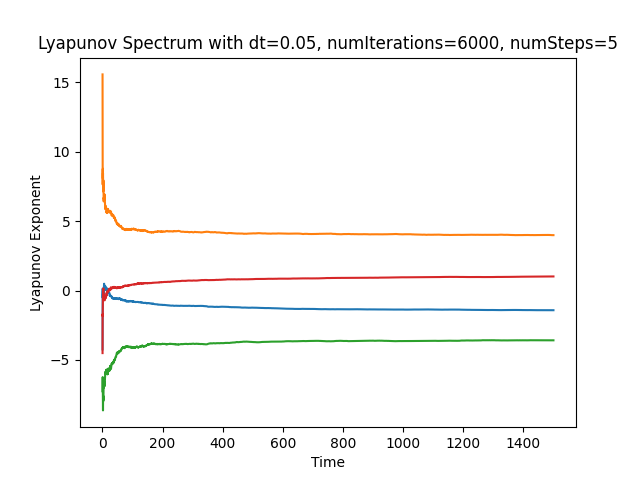 Lyapunov Spectrum with dt=0.05, numIterations=6000, numSteps=5
15
10
5
0
−5
Lyapunov Exponent
0 200 400 600 800 1000 1200 1400
Time